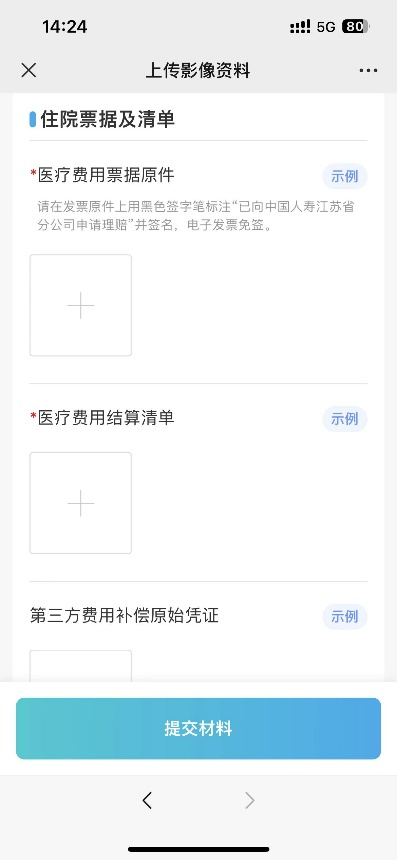 14:24
5G
80
上传影像资料
住院票据及清单
*医疗费用票据原件
示例
请在发票原件上用黑色签字笔标注“已向中国人寿江苏省
分公司申请理赔”并签名，电子发票免签。
*医疗费用结算清单
示例
第三方费用补偿原始凭证
示例
提交材料